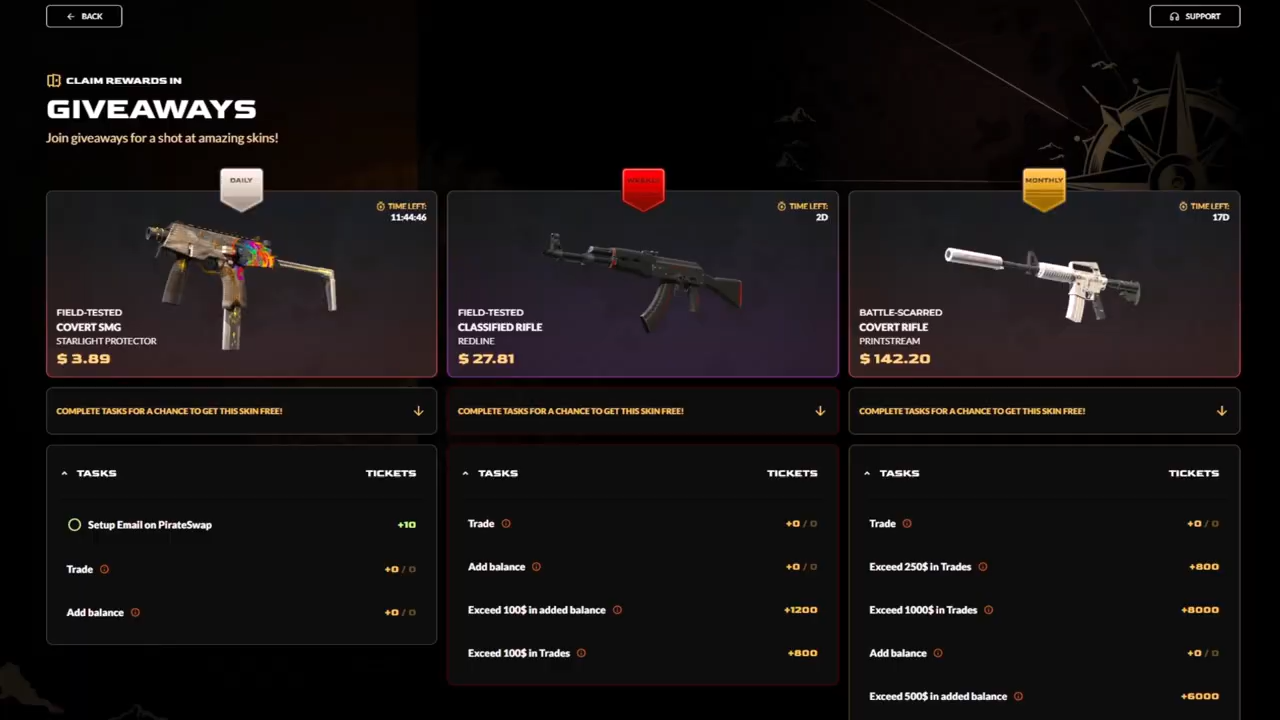 BACK
SUPPORT
CLAIM REWARDS IN
GIVEAWAYS
Join giveaways for a shot at amazing skins!
DAILY
TIME LEFT:
11:44:46
FIELD-TESTED
COVERT SMG
STARLIGHT PROTECTOR
$ 3.89
COMPLETE TASKS FOR A CHANCE TO GET THIS SKIN FREE!
TASKS TICKETS
Setup Email on PirateSwap +10
Trade +0 / 0
Add balance +0 / 0
WEEKLY
TIME LEFT:
2D
FIELD-TESTED
CLASSIFIED RIFLE
REDLINE
$ 27.81
COMPLETE TASKS FOR A CHANCE TO GET THIS SKIN FREE!
TASKS TICKETS
Trade +0 / 0
Add balance +0 / 0
Exceed 100$ in added balance +1200
Exceed 100$ in Trades +800
MONTHLY
TIME LEFT:
17D
BATTLE-SCARRED
COVERT RIFLE
PRINTSTREAM
$ 142.20
COMPLETE TASKS FOR A CHANCE TO GET THIS SKIN FREE!
TASKS TICKETS
Trade +0 / 0
Exceed 250$ in Trades +800
Exceed 1000$ in Trades +8000
Add balance +0 / 0
Exceed 500$ in added balance +6000